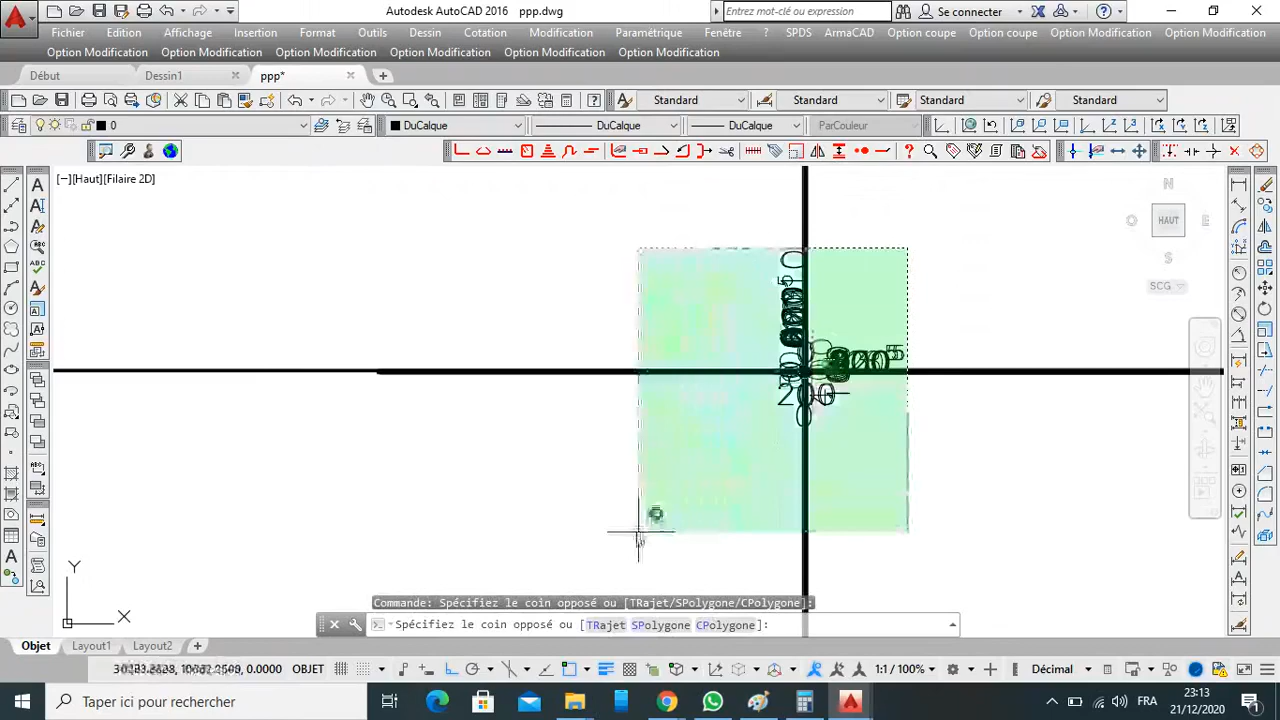 Autodesk AutoCAD 2016 ppp.dwg
Entrez mot-clé ou expression
Se connecter
Fichier Edition Affichage Insertion Format Outils Dessin Cotation Modification Paramétrique Fenêtre ? SPDS ArmaCAD Option coupe Option coupe Option Modification Option Modification
Option Modification Option Modification Option Modification Option Modification Option Modification Option Modification
Début Dessin1 ppp*
Standard Standard Standard Standard
0 DuCalque DuCalque DuCalque ParCouleur
[−][Haut][Filaire 2D]
N
O HAUT E
S
SCG
Y
X
Commande: Spécifiez le coin opposé ou [TRajet/SPolygone/CPolygone]:
Spécifiez le coin opposé ou [TRajet SPolygone CPolygone]:
Objet Layout1 Layout2
0.0000 OBJET 1:1 / 100% Décimal
Taper ici pour rechercher
FRA
23:13
21/12/2020